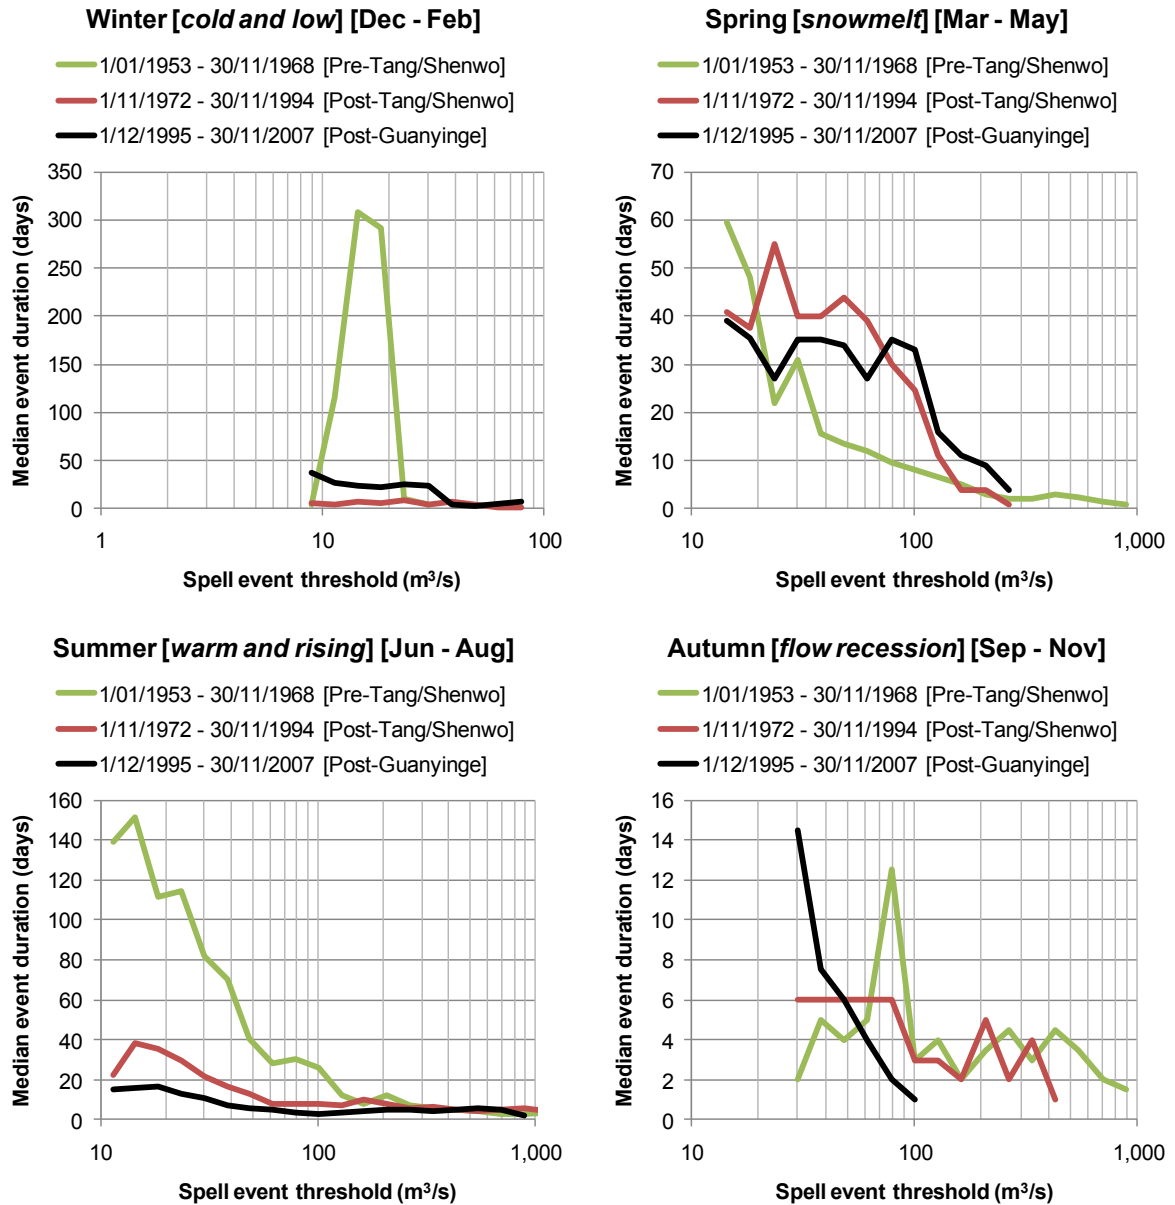 Winter [cold and low] [Dec - Feb]
1/01/1953 - 30/11/1968 [Pre-Tang/Shenwo]
1/11/1972 - 30/11/1994 [Post-Tang/Shenwo]
1/12/1995 - 30/11/2007 [Post-Guanyinge]
Median event duration (days)
350
300
250
200
150
100
50
0
1 10 100
Spell event threshold (m³/s)
Spring [snowmelt] [Mar - May]
1/01/1953 - 30/11/1968 [Pre-Tang/Shenwo]
1/11/1972 - 30/11/1994 [Post-Tang/Shenwo]
1/12/1995 - 30/11/2007 [Post-Guanyinge]
Median event duration (days)
70
60
50
40
30
20
10
0
10 100 1,000
Spell event threshold (m³/s)
Summer [warm and rising] [Jun - Aug]
1/01/1953 - 30/11/1968 [Pre-Tang/Shenwo]
1/11/1972 - 30/11/1994 [Post-Tang/Shenwo]
1/12/1995 - 30/11/2007 [Post-Guanyinge]
Median event duration (days)
160
140
120
100
80
60
40
20
0
10 100 1,000
Spell event threshold (m³/s)
Autumn [flow recession] [Sep - Nov]
1/01/1953 - 30/11/1968 [Pre-Tang/Shenwo]
1/11/1972 - 30/11/1994 [Post-Tang/Shenwo]
1/12/1995 - 30/11/2007 [Post-Guanyinge]
Median event duration (days)
16
14
12
10
8
6
4
2
0
10 100 1,000
Spell event threshold (m³/s)